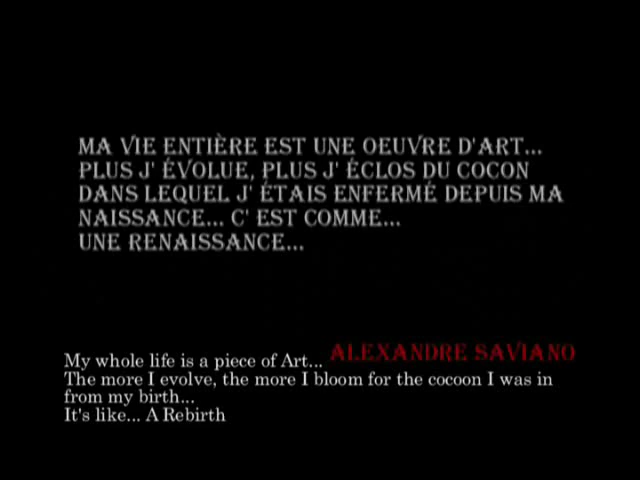 MA VIE ENTIÈRE EST UNE OEUVRE D'ART...
PLUS J' ÉVOLUE, PLUS J' ÉCLOS DU COCON
DANS LEQUEL J' ÉTAIS ENFERMÉ DEPUIS MA
NAISSANCE... C' EST COMME...
UNE RENAISSANCE...
ALEXANDRE SAVIANO
My whole life is a piece of Art...
The more I evolve, the more I bloom for the cocoon I was in
from my birth...
It's like... A Rebirth